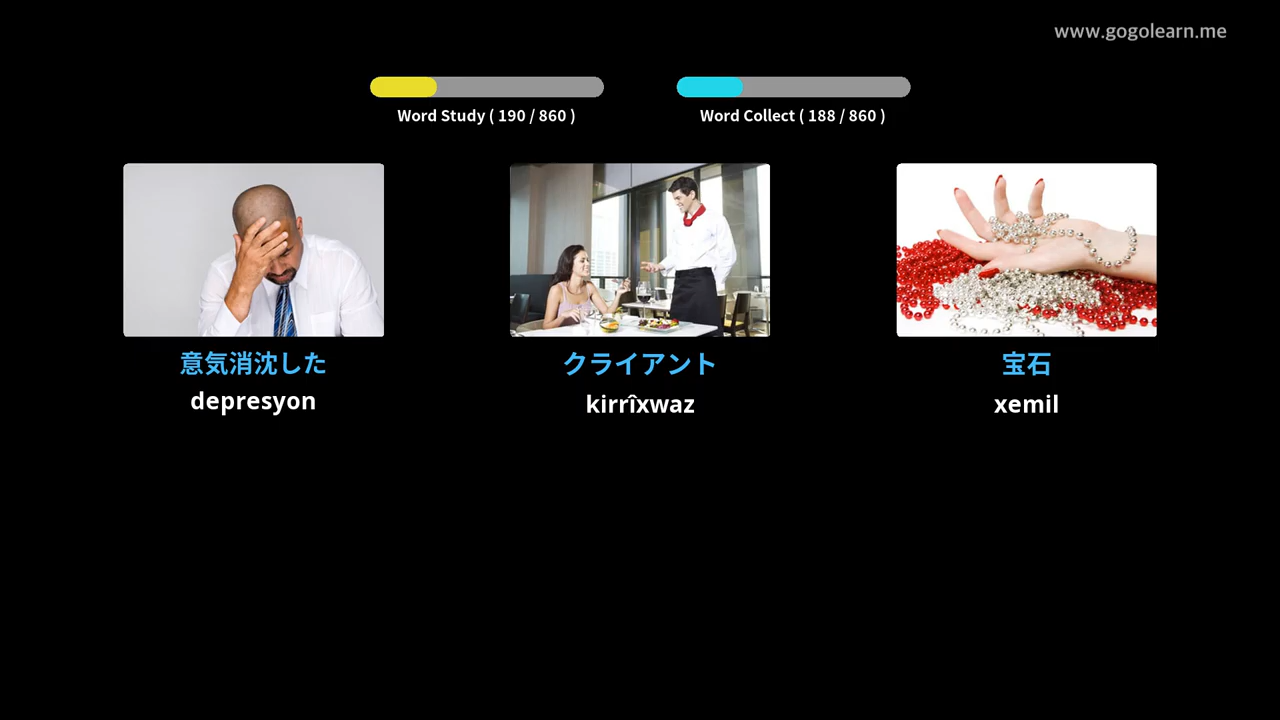 www.gogolearn.me
Word Study ( 190 / 860 )
Word Collect ( 188 / 860 )
意気消沈した
クライアント
宝石
depresyon
kirrîxwaz
xemil